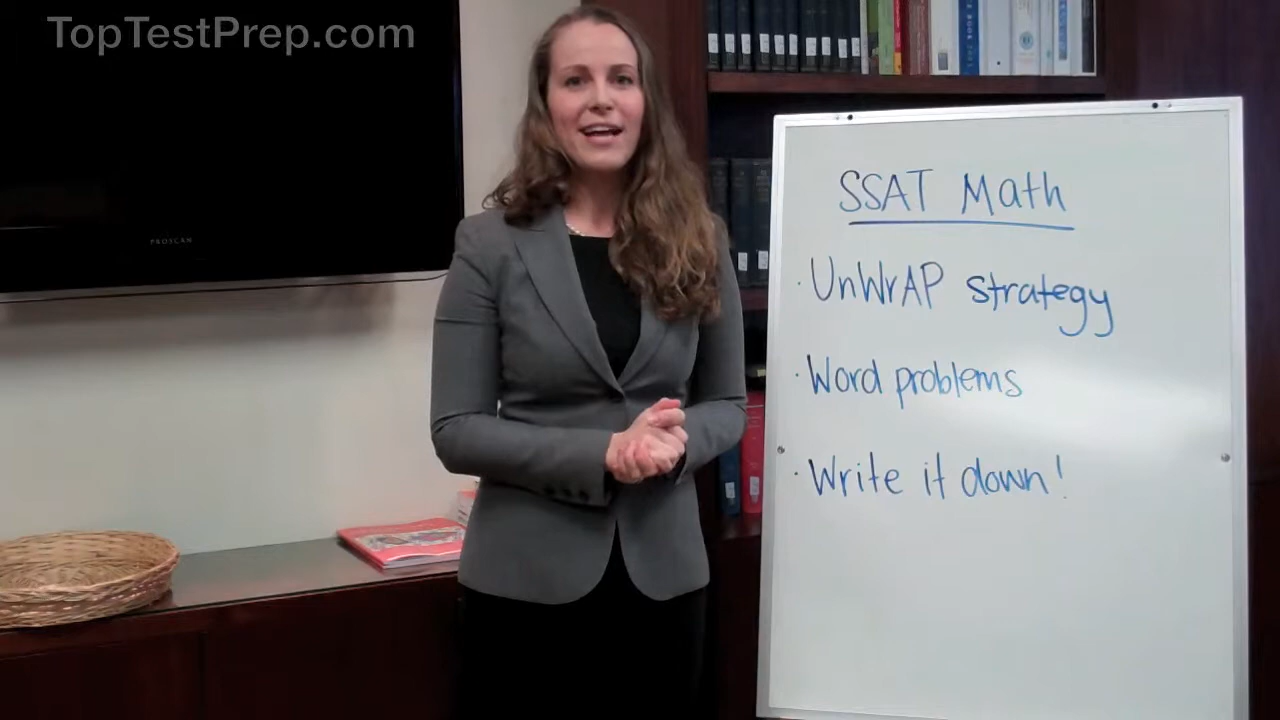 TopTestPrep.com
PROSCAN
SSAT Math
· UnWrAP strategy
· Word problems
· Write it down!